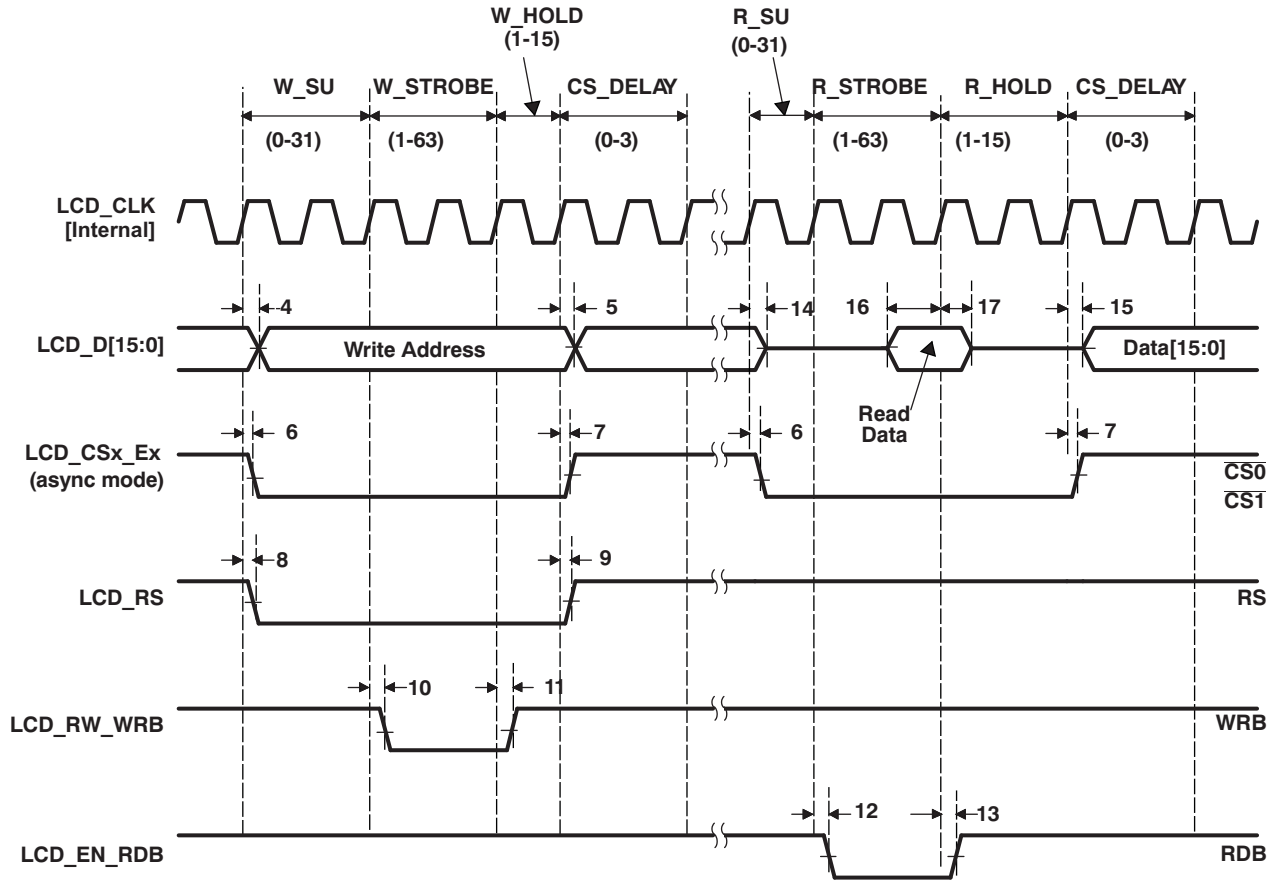 W_HOLD
(1-15)
R_SU
(0-31)
W_SU
W_STROBE
CS_DELAY
R_STROBE
R_HOLD
CS_DELAY
(0-31)
(1-63)
(0-3)
(1-63)
(1-15)
(0-3)
LCD_CLK
[Internal]
4
5
14
16
17
15
LCD_D[15:0]
Write Address
Data[15:0]
Read
Data
6
7
6
7
LCD_CSx_Ex
(async mode)
CS0
CS1
8
9
LCD_RS
RS
10
11
LCD_RW_WRB
WRB
12
13
LCD_EN_RDB
RDB